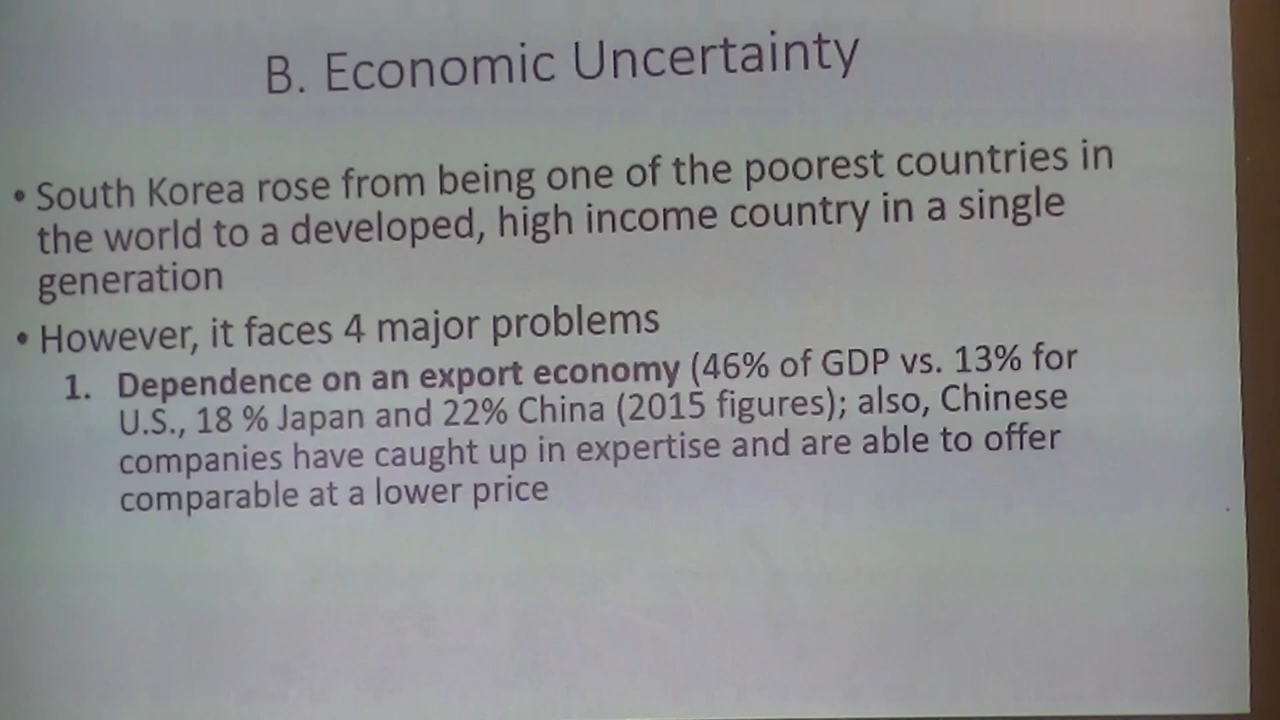 B. Economic Uncertainty
• South Korea rose from being one of the poorest countries in
the world to a developed, high income country in a single
generation
• However, it faces 4 major problems
1. Dependence on an export economy (46% of GDP vs. 13% for
U.S., 18 % Japan and 22% China (2015 figures); also, Chinese
companies have caught up in expertise and are able to offer
comparable at a lower price